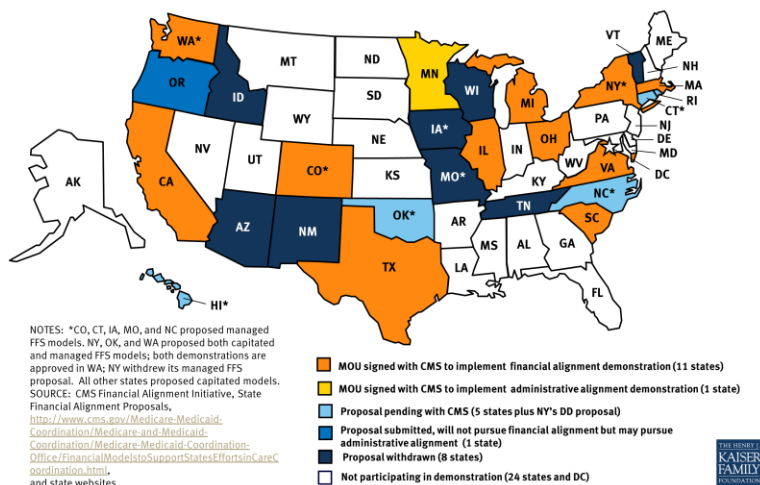 WA*
OR
ID
MT
ND
SD
MN
WI
MI
WY
NV
UT
CA
CO*
NE
KS
IA*
MO*
IL
IN
OH
KY
WV
VA
PA
NY*
VT
ME
NH
MA
RI
CT*
NJ
DE
MD
DC
NC*
SC
TN
AK
AZ
NM
OK*
TX
AR
LA
MS
AL
GA
FL
HI*
NOTES: *CO, CT, IA, MO, and NC proposed managed
FFS models. NY, OK, and WA proposed both capitated
and managed FFS models; both demonstrations are
approved in WA; NY withdrew its managed FFS
proposal. All other states proposed capitated models.
SOURCE: CMS Financial Alignment Initiative, State
Financial Alignment Proposals,
http://www.cms.gov/Medicare-Medicaid-
Coordination/Medicare-and-Medicaid-
Coordination/Medicare-Medicaid-Coordination-
Office/FinancialModelstoSupportStatesEffortsinCareC
oordination.html,
and state websites
MOU signed with CMS to implement financial alignment demonstration (11 states)
MOU signed with CMS to implement administrative alignment demonstration (1 state)
Proposal pending with CMS (5 states plus NY's DD proposal)
Proposal submitted, will not pursue financial alignment but may pursue
administrative alignment (1 state)
Proposal withdrawn (8 states)
Not participating in demonstration (24 states and DC)
THE HENRY J.
KAISER
FAMILY
FOUNDATION